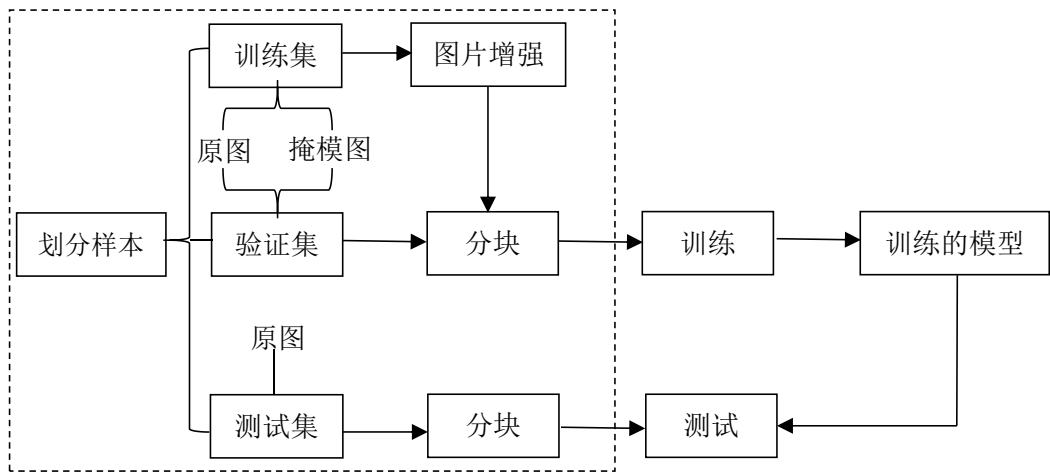 训练集
图片增强
原图
掩模图
划分样本
验证集
分块
训练
训练的模型
原图
测试集
分块
测试